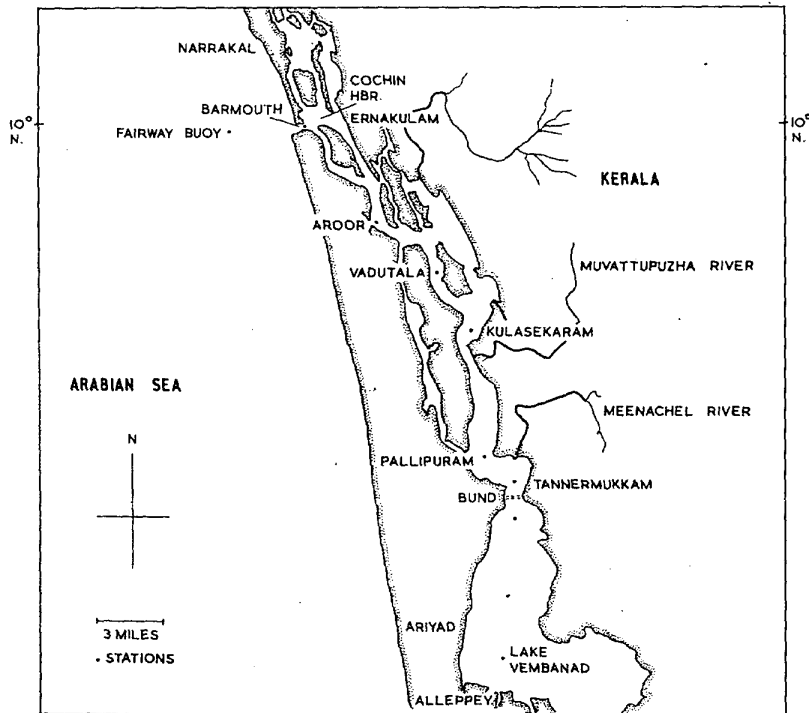 NARRAKAL
COCHIN
HBR.
BARMOUTH
ERNAKULAM
10°
N.
10°
N.
FAIRWAY BUOY
KERALA
AROOR
VADUTALA
MUVATTUPUZHA RIVER
KULASEKARAM
ARABIAN SEA
MEENACHEL RIVER
N
PALLIPURAM
TANNERMUKKAM
BUND
3 MILES
• STATIONS
ARIYAD
LAKE
VEMBANAD
ALLEPPEY